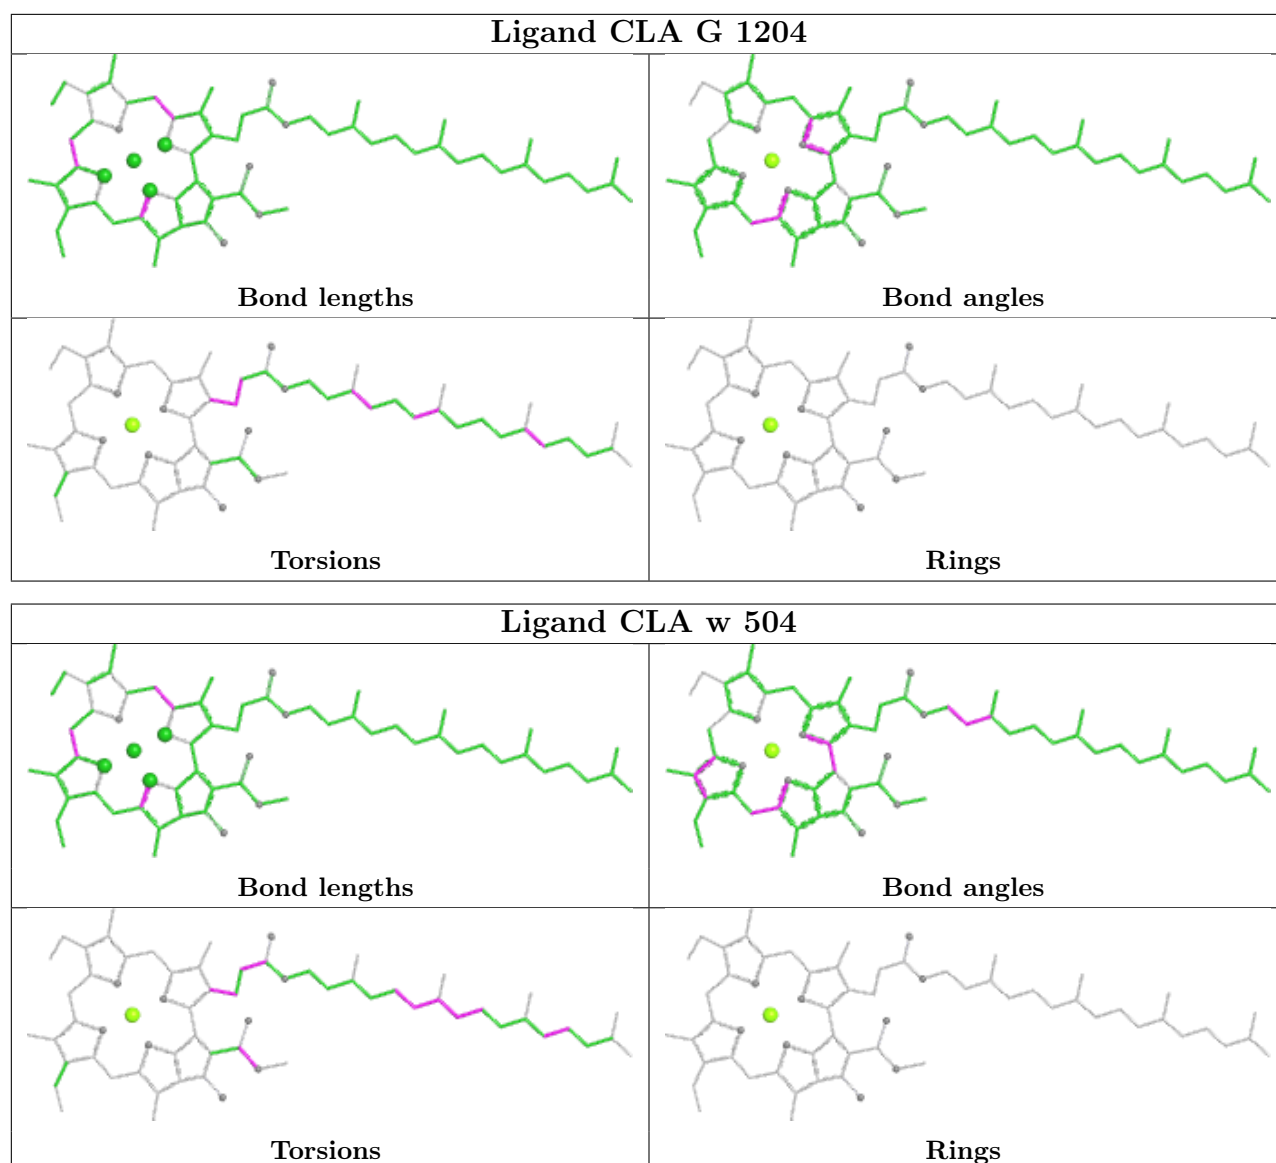 Ligand CLA G 1204
Bond lengths
Bond angles
Torsions
Rings
Ligand CLA w 504
Bond lengths
Bond angles
Torsions
Rings